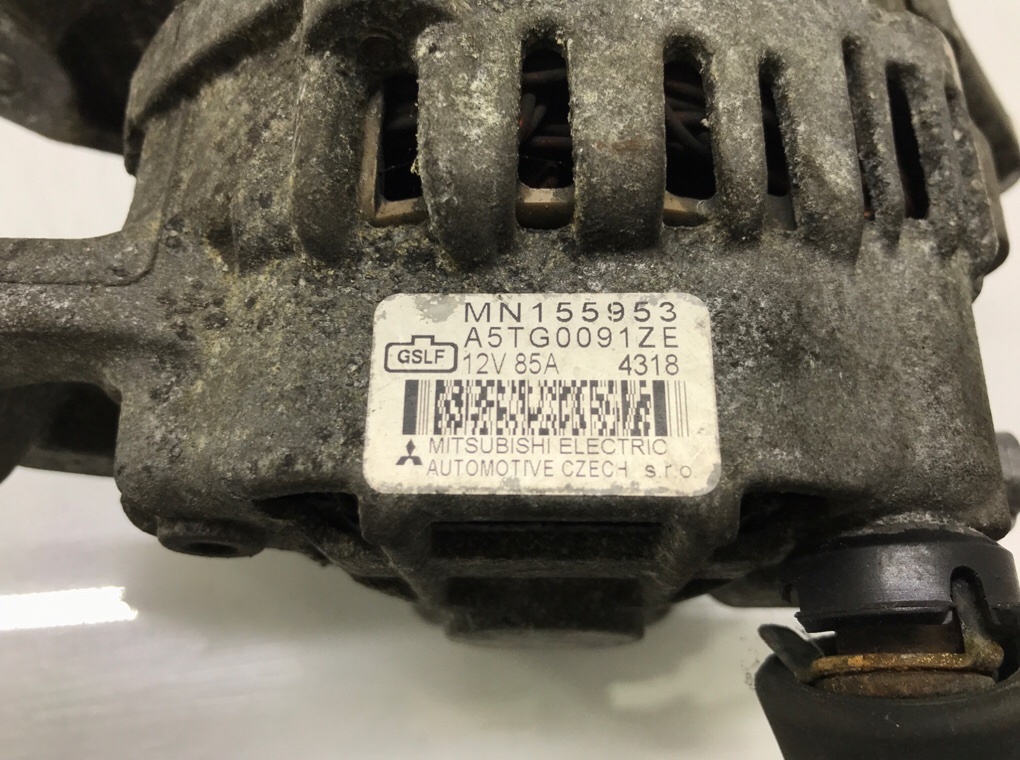 MN155953
A5TG0091ZE
GSLF 12V 85A 4318
MITSUBISHI ELECTRIC
AUTOMOTIVE CZECH s.r.o